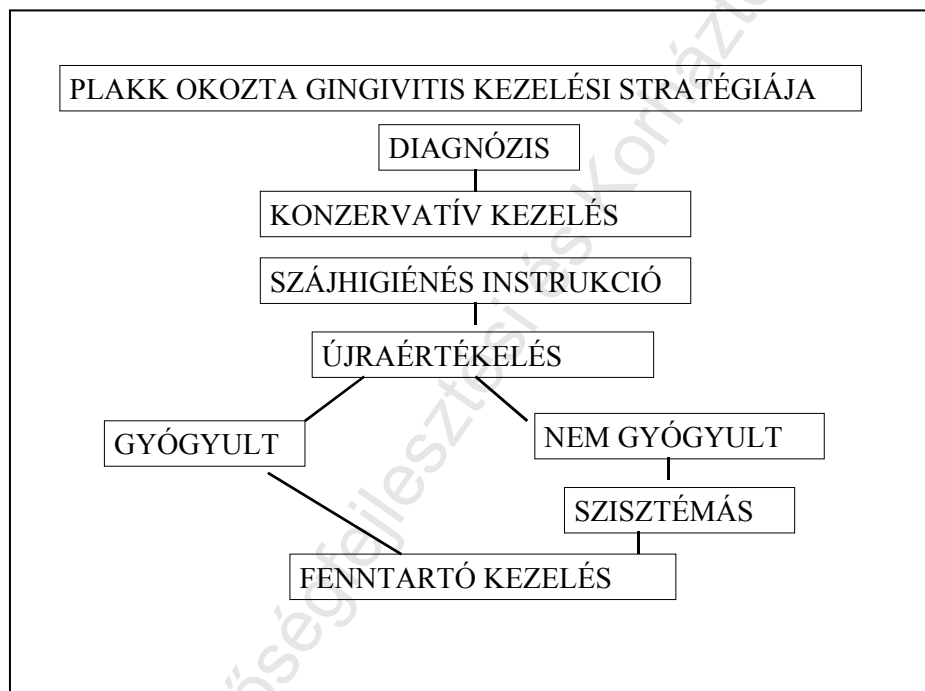 PLAKK OKOZTA GINGIVITIS KEZELÉSI STRATÉGIÁJA
DIAGNÓZIS
KONZERVATÍV KEZELÉS
SZÁJHIGIÉNÉS INSTRUKCIÓ
ÚJRAÉRTÉKELÉS
GYÓGYULT
NEM GYÓGYULT
SZISZTÉMÁS
FENNTARTÓ KEZELÉS